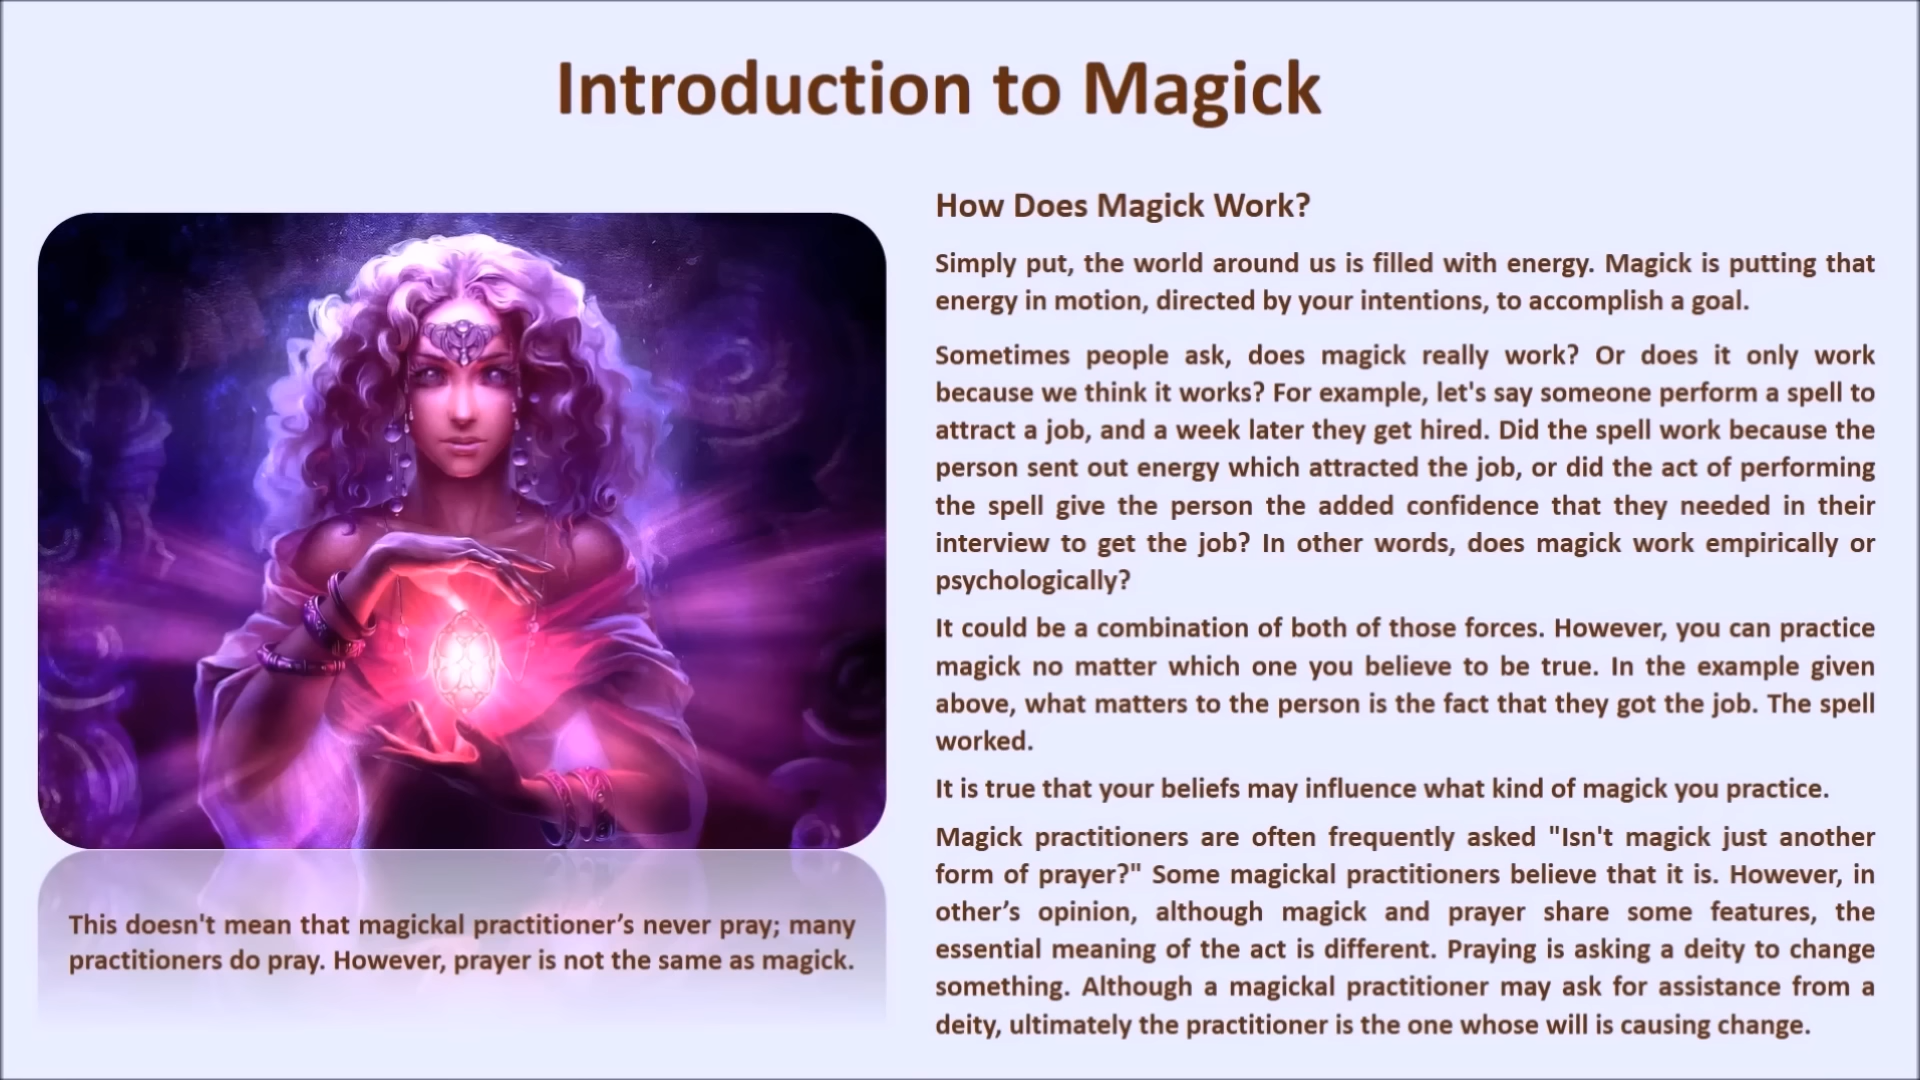 Introduction to Magick
How Does Magick Work?
Simply put, the world around us is filled with energy. Magick is putting that
energy in motion, directed by your intentions, to accomplish a goal.
Sometimes people ask, does magick really work? Or does it only work
because we think it works? For example, let's say someone perform a spell to
attract a job, and a week later they get hired. Did the spell work because the
person sent out energy which attracted the job, or did the act of performing
the spell give the person the added confidence that they needed in their
interview to get the job? In other words, does magick work empirically or
psychologically?
It could be a combination of both of those forces. However, you can practice
magick no matter which one you believe to be true. In the example given
above, what matters to the person is the fact that they got the job. The spell
worked.
It is true that your beliefs may influence what kind of magick you practice.
Magick practitioners are often frequently asked "Isn't magick just another
form of prayer?" Some magickal practitioners believe that it is. However, in
other’s opinion, although magick and prayer share some features, the
essential meaning of the act is different. Praying is asking a deity to change
something. Although a magickal practitioner may ask for assistance from a
deity, ultimately the practitioner is the one whose will is causing change.
This doesn't mean that magickal practitioner’s never pray; many
practitioners do pray. However, prayer is not the same as magick.